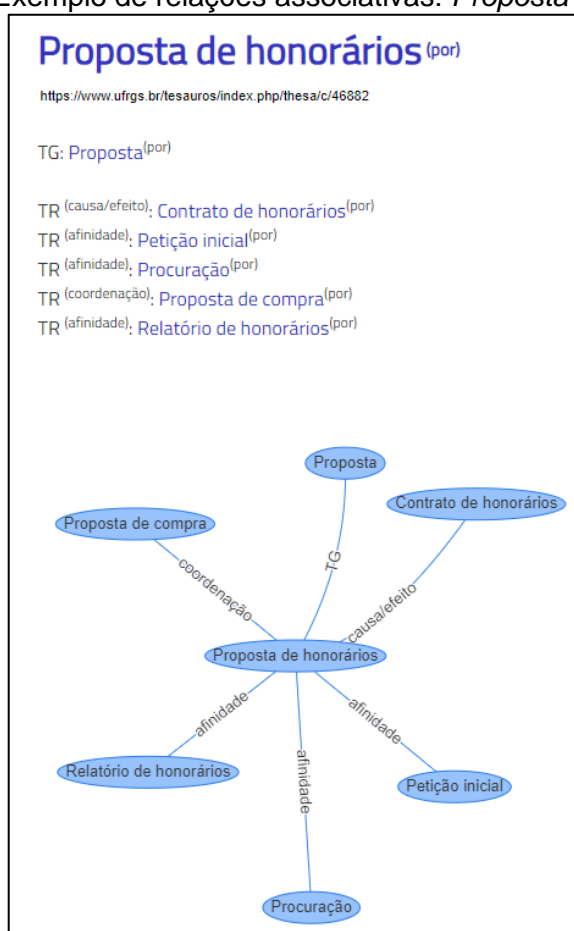 Exemplo de relações associativas: Proposta
Proposta de honorários (por)
https://www.ufrgs.br/tesauros/index.php/thesa/c/46882
TG: Proposta(por)
TR (causa/efeito): Contrato de honorários(por)
TR (afinidade): Petição inicial(por)
TR (afinidade): Procuração(por)
TR (coordenação): Proposta de compra(por)
TR (afinidade): Relatório de honorários(por)
Proposta
Contrato de honorários
Proposta de compra
coordenação
TG
causa/efeito
Proposta de honorários
afinidade
afinidade
afinidade
Relatório de honorários
Petição inicial
Procuração